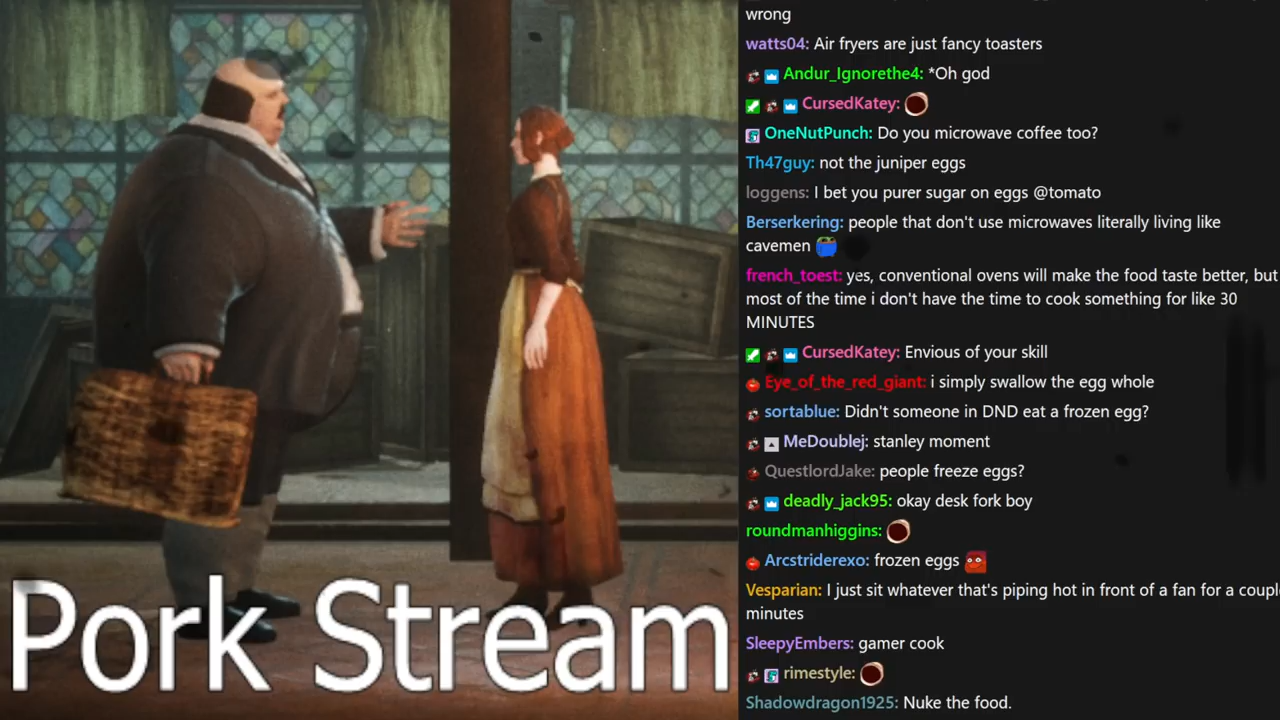 wrong
watts04: Air fryers are just fancy toasters
Andur_Ignorethe4: *Oh god
CursedKatey:
OneNutPunch: Do you microwave coffee too?
Th47guy: not the juniper eggs
loggens: I bet you purer sugar on eggs @tomato
Berserkering: people that don't use microwaves literally living like
cavemen
french_toest: yes, conventional ovens will make the food taste better, but
most of the time i don't have the time to cook something for like 30
MINUTES
CursedKatey: Envious of your skill
Eye_of_the_red_giant: i simply swallow the egg whole
sortablue: Didn't someone in DND eat a frozen egg?
MeDoublej: stanley moment
QuestlordJake: people freeze eggs?
deadly_jack95: okay desk fork boy
roundmanhiggins:
Arcstriderexo: frozen eggs
Vesparian: I just sit whatever that's piping hot in front of a fan for a coupl
minutes
SleepyEmbers: gamer cook
rimestyle:
Shadowdragon1925: Nuke the food.
Pork Stream